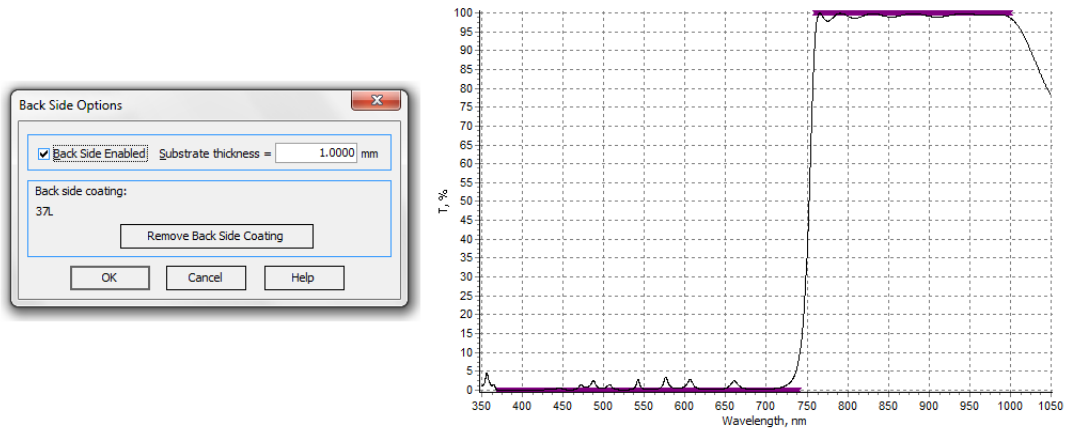 Back Side Options
Back Side Enabled Substrate thickness = 1.0000 mm
Back side coating:
37L
Remove Back Side Coating
OK Cancel Help
100
95
90
85
80
75
70
65
60
55
50
45
40
35
30
25
20
15
10
5
0
T, %
350 400 450 500 550 600 650 700 750 800 850 900 950 1000 1050
Wavelength, nm